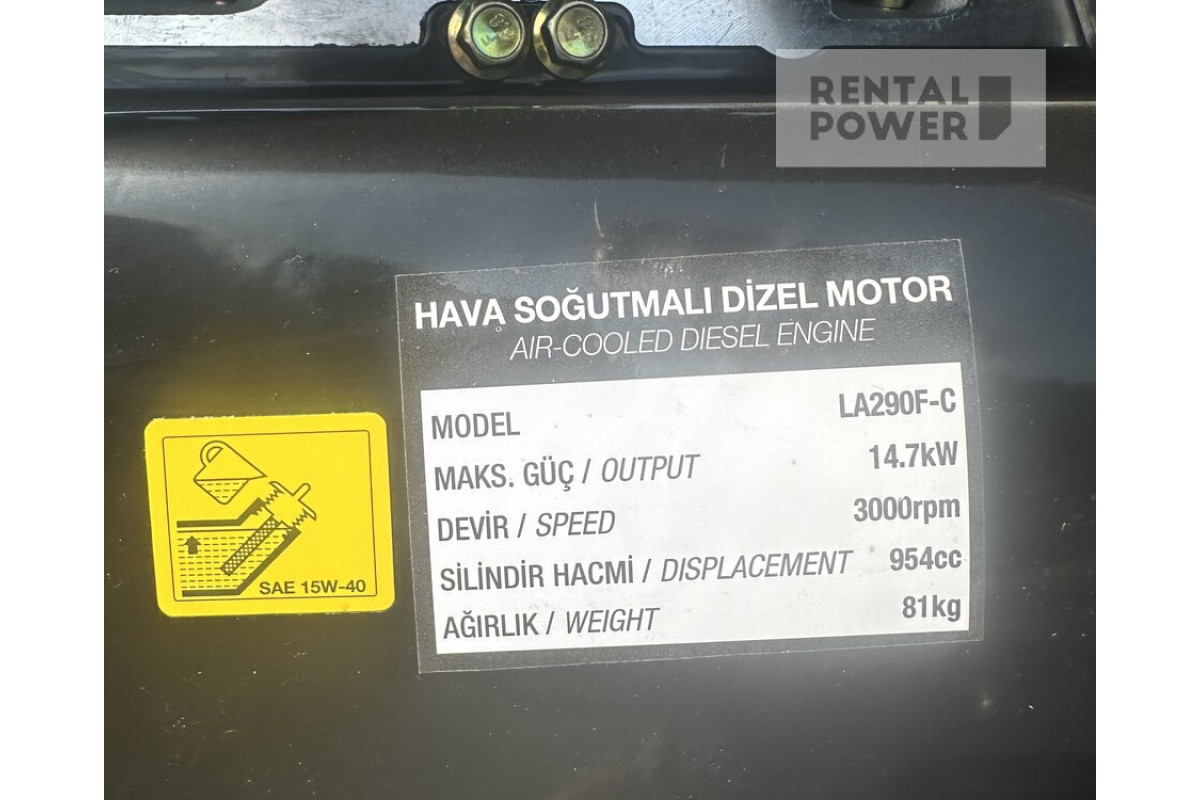 RENTAL
POWER
HAVA SOĞUTMALI DİZEL MOTOR
AIR-COOLED DIESEL ENGINE
MODEL LA290F-C
MAKS. GÜÇ / OUTPUT 14.7kW
DEVİR / SPEED 3000rpm
SİLİNDİR HACMİ / DISPLACEMENT 954cc
AĞIRLIK / WEIGHT 81kg
SAE 15W-40